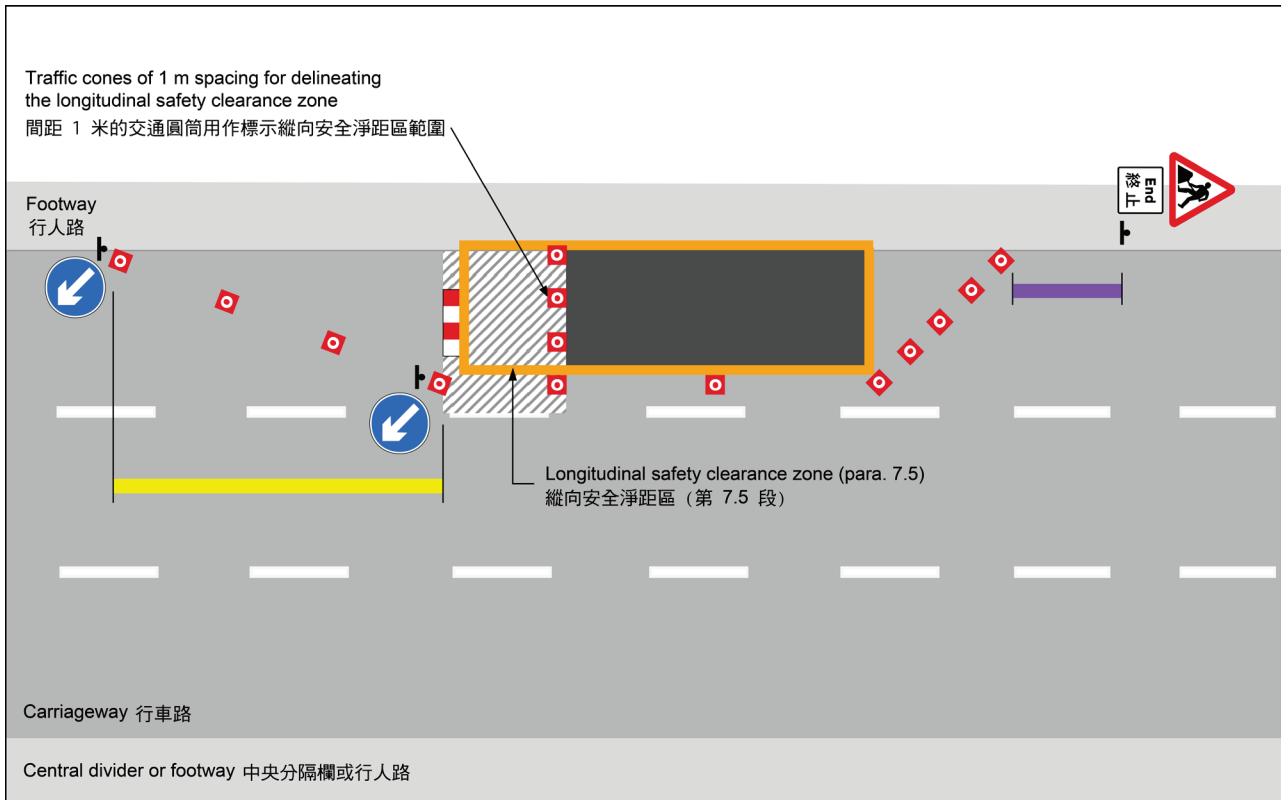 Traffic cones of 1 m spacing for delineating
the longitudinal safety clearance zone
間距 1 米的交通圓筒用作標示縱向安全淨距區範圍
End
終止
Footway
行人路
Longitudinal safety clearance zone (para. 7.5)
縱向安全淨距區（第 7.5 段）
Carriageway 行車路
Central divider or footway 中央分隔欄或行人路